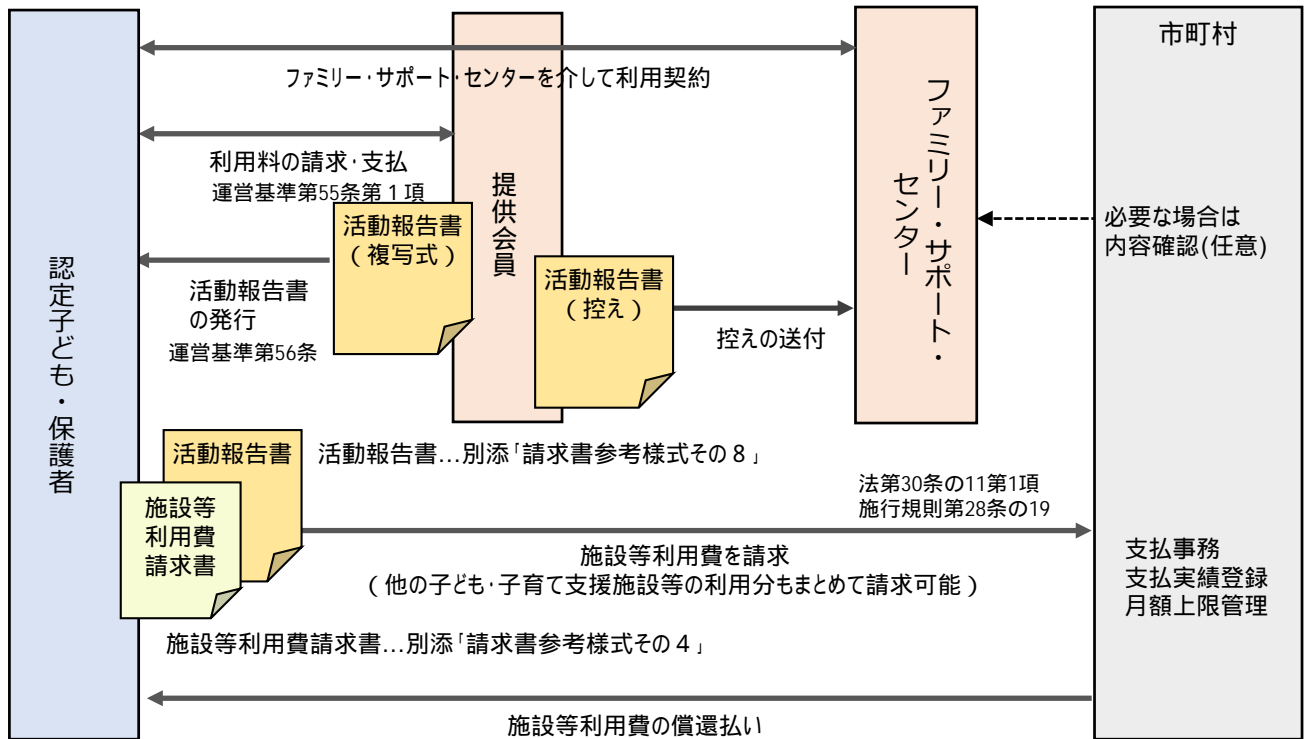 市町村
ファミリー・サポート・センターを介して利用契約
利用料の請求・支払
運営基準第55条第１項
提供会員
ファミリー・サポート・
センター
必要な場合は
内容確認(任意)
認定子ども・保護者
活動報告書
（複写式）
活動報告書
の発行
運営基準第56条
活動報告書
（控え）
控えの送付
活動報告書
活動報告書…別添「請求書参考様式その８」
法第30条の11第1項
施行規則第28条の19
施設等
利用費
請求書
施設等利用費を請求
（他の子ども・子育て支援施設等の利用分もまとめて請求可能）
支払事務
支払実績登録
月額上限管理
施設等利用費請求書…別添「請求書参考様式その４」
施設等利用費の償還払い